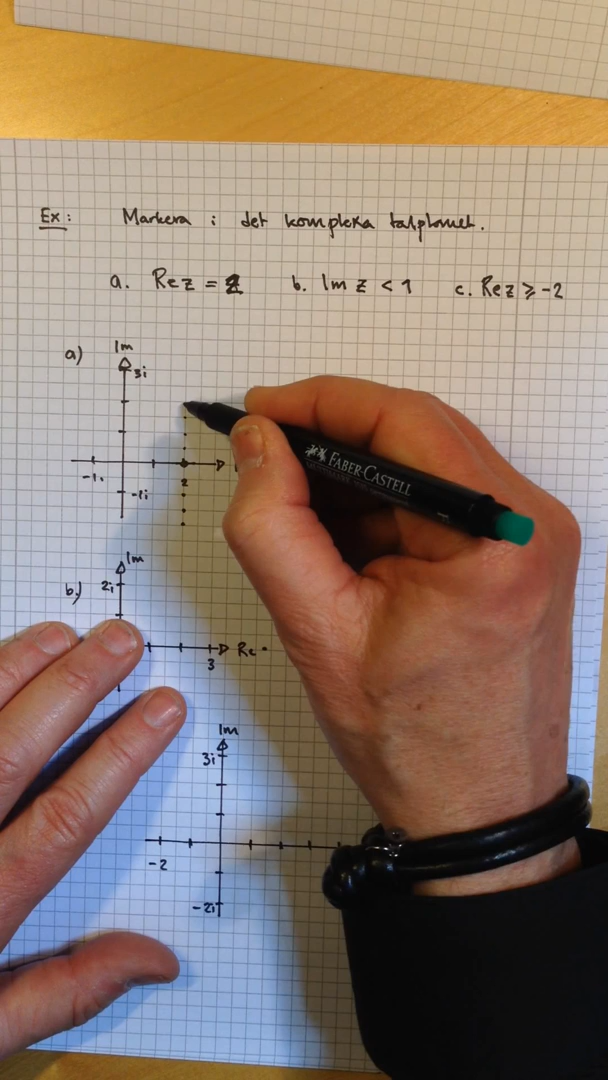 Ex: Markera i det komplexa talplanet.
a. Re z = 2 b. Im z < 1 c. Re z ⩾ -2
a) Im
3i
-1i 2
-1i
FABER-CASTELL
b.) Im
2i
3 Re
Im
3i
-2
-2i